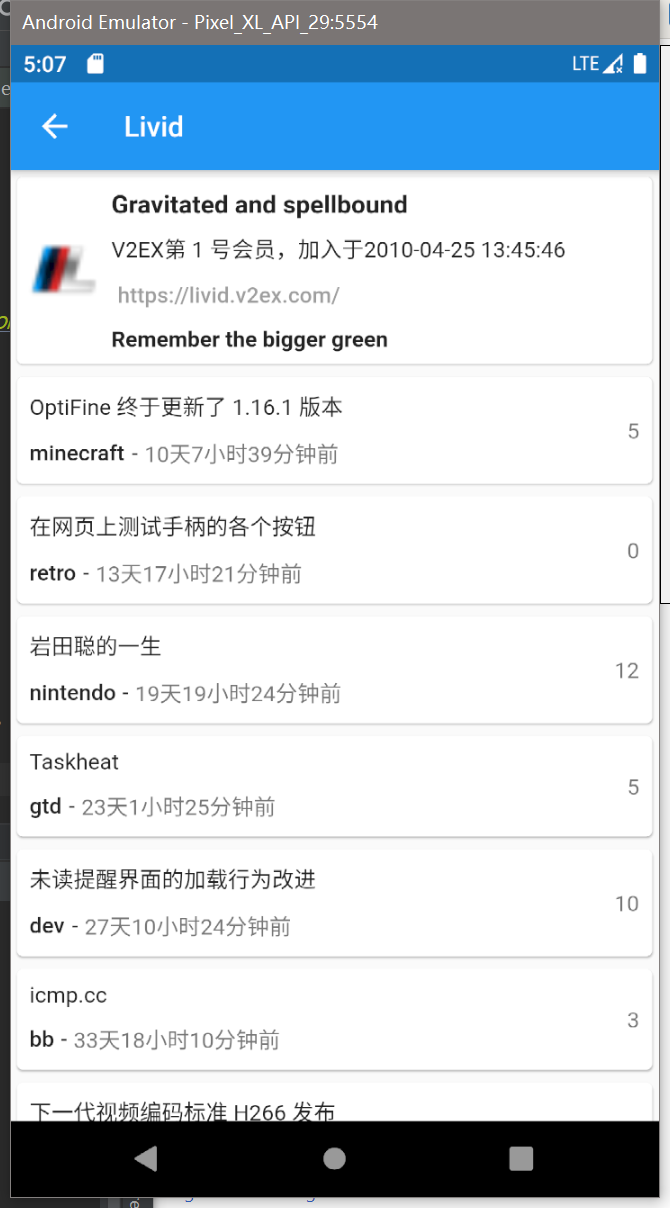 Android Emulator - Pixel_XL_API_29:5554
5:07 LTE
Livid
Gravitated and spellbound
V2EX第 1 号会员，加入于2010-04-25 13:45:46
https://livid.v2ex.com/
Remember the bigger green
OptiFine 终于更新了 1.16.1 版本
5
minecraft - 10天7小时39分钟前
在网页上测试手柄的各个按钮
0
retro - 13天17小时21分钟前
岩田聪的一生
12
nintendo - 19天19小时24分钟前
Taskheat
5
gtd - 23天1小时25分钟前
未读提醒界面的加载行为改进
10
dev - 27天10小时24分钟前
icmp.cc
3
bb - 33天18小时10分钟前
下一代视频编码标准 H266 发布